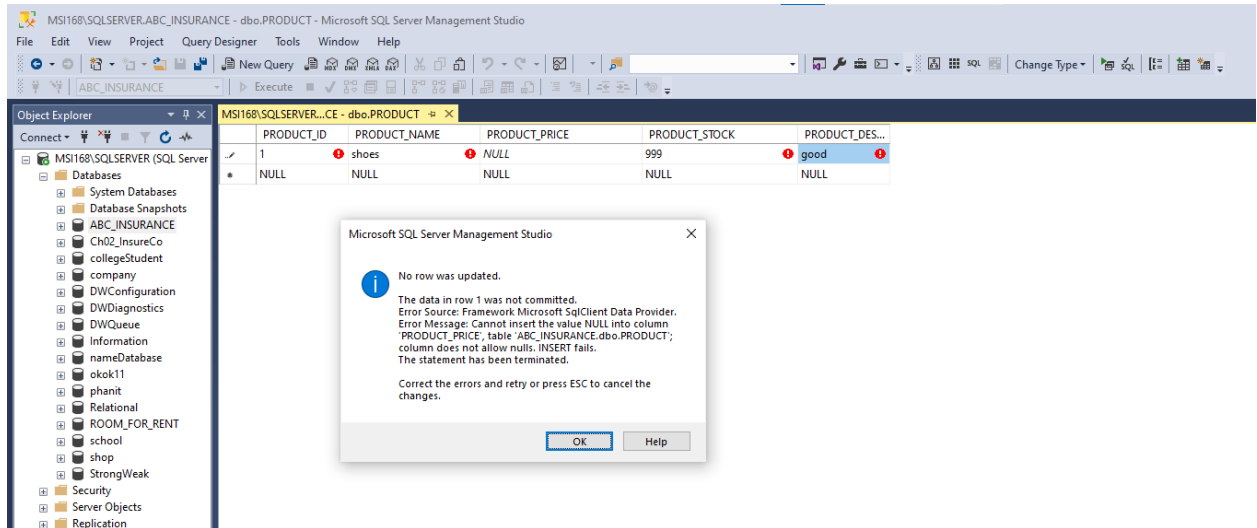 MSI168\SQLSERVER.ABC_INSURANCE - dbo.PRODUCT - Microsoft SQL Server Management Studio
File Edit View Project Query Designer Tools Window Help
New Query MDX DMX XMLA DAX SQL Change Type
ABC_INSURANCE Execute
Object Explorer
MSI168\SQLSERVER...CE - dbo.PRODUCT
Connect
PRODUCT_ID PRODUCT_NAME PRODUCT_PRICE PRODUCT_STOCK PRODUCT_DES...
1 shoes NULL 999 good
NULL NULL NULL NULL NULL
MSI168\SQLSERVER (SQL Server
Databases
System Databases
Database Snapshots
ABC_INSURANCE
Ch02_InsureCo
collegeStudent
company
DWConfiguration
DWDiagnostics
DWQueue
Information
nameDatabase
okok11
phanit
Relational
ROOM_FOR_RENT
school
shop
StrongWeak
Security
Server Objects
Replication
Microsoft SQL Server Management Studio
No row was updated.
The data in row 1 was not committed.
Error Source: Framework Microsoft SqlClient Data Provider.
Error Message: Cannot insert the value NULL into column
'PRODUCT_PRICE', table 'ABC_INSURANCE.dbo.PRODUCT';
column does not allow nulls. INSERT fails.
The statement has been terminated.
Correct the errors and retry or press ESC to cancel the
changes.
OK Help